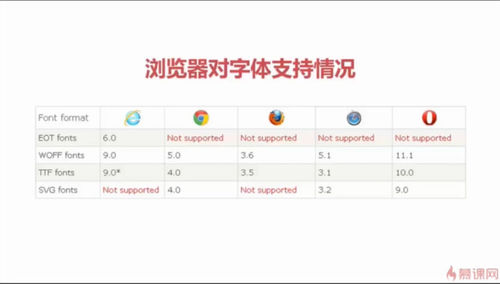 浏览器对字体支持情况
Font format
EOT fonts 6.0 Not supported Not supported Not supported Not supported
WOFF fonts 9.0 5.0 3.6 5.1 11.1
TTF fonts 9.0* 4.0 3.5 3.1 10.0
SVG fonts Not supported 4.0 Not supported 3.2 9.0
慕课网